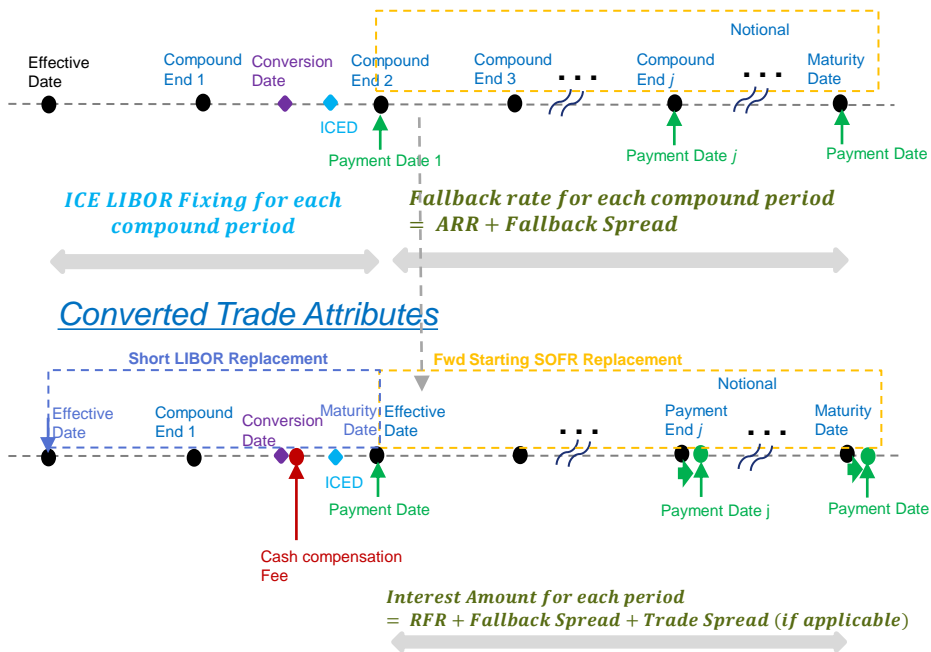 Notional
Effective
Date
Compound
End 1
Conversion
Date
Compound
End 2
Compound
End 3
...
Compound
End j
...
Maturity
Date
ICED
Payment Date 1
Payment Date j
Payment Date
ICE LIBOR Fixing for each
compound period
Fallback rate for each compound period
= ARR + Fallback Spread
Converted Trade Attributes
Short LIBOR Replacement
Fwd Starting SOFR Replacement
Notional
Effective
Date
Compound
End 1
Conversion
Date
Maturity
Date
Effective
Date
...
Payment
End j
...
Maturity
Date
ICED
Payment Date
Payment Date j
Payment Date
Cash compensation
Fee
Interest Amount for each period
= RFR + Fallback Spread + Trade Spread (if applicable)